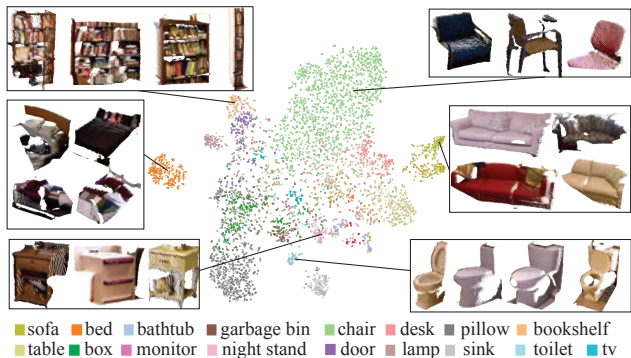 sofa bed bathtub garbage bin chair desk pillow bookshelf
table box monitor night stand door lamp sink toilet tv